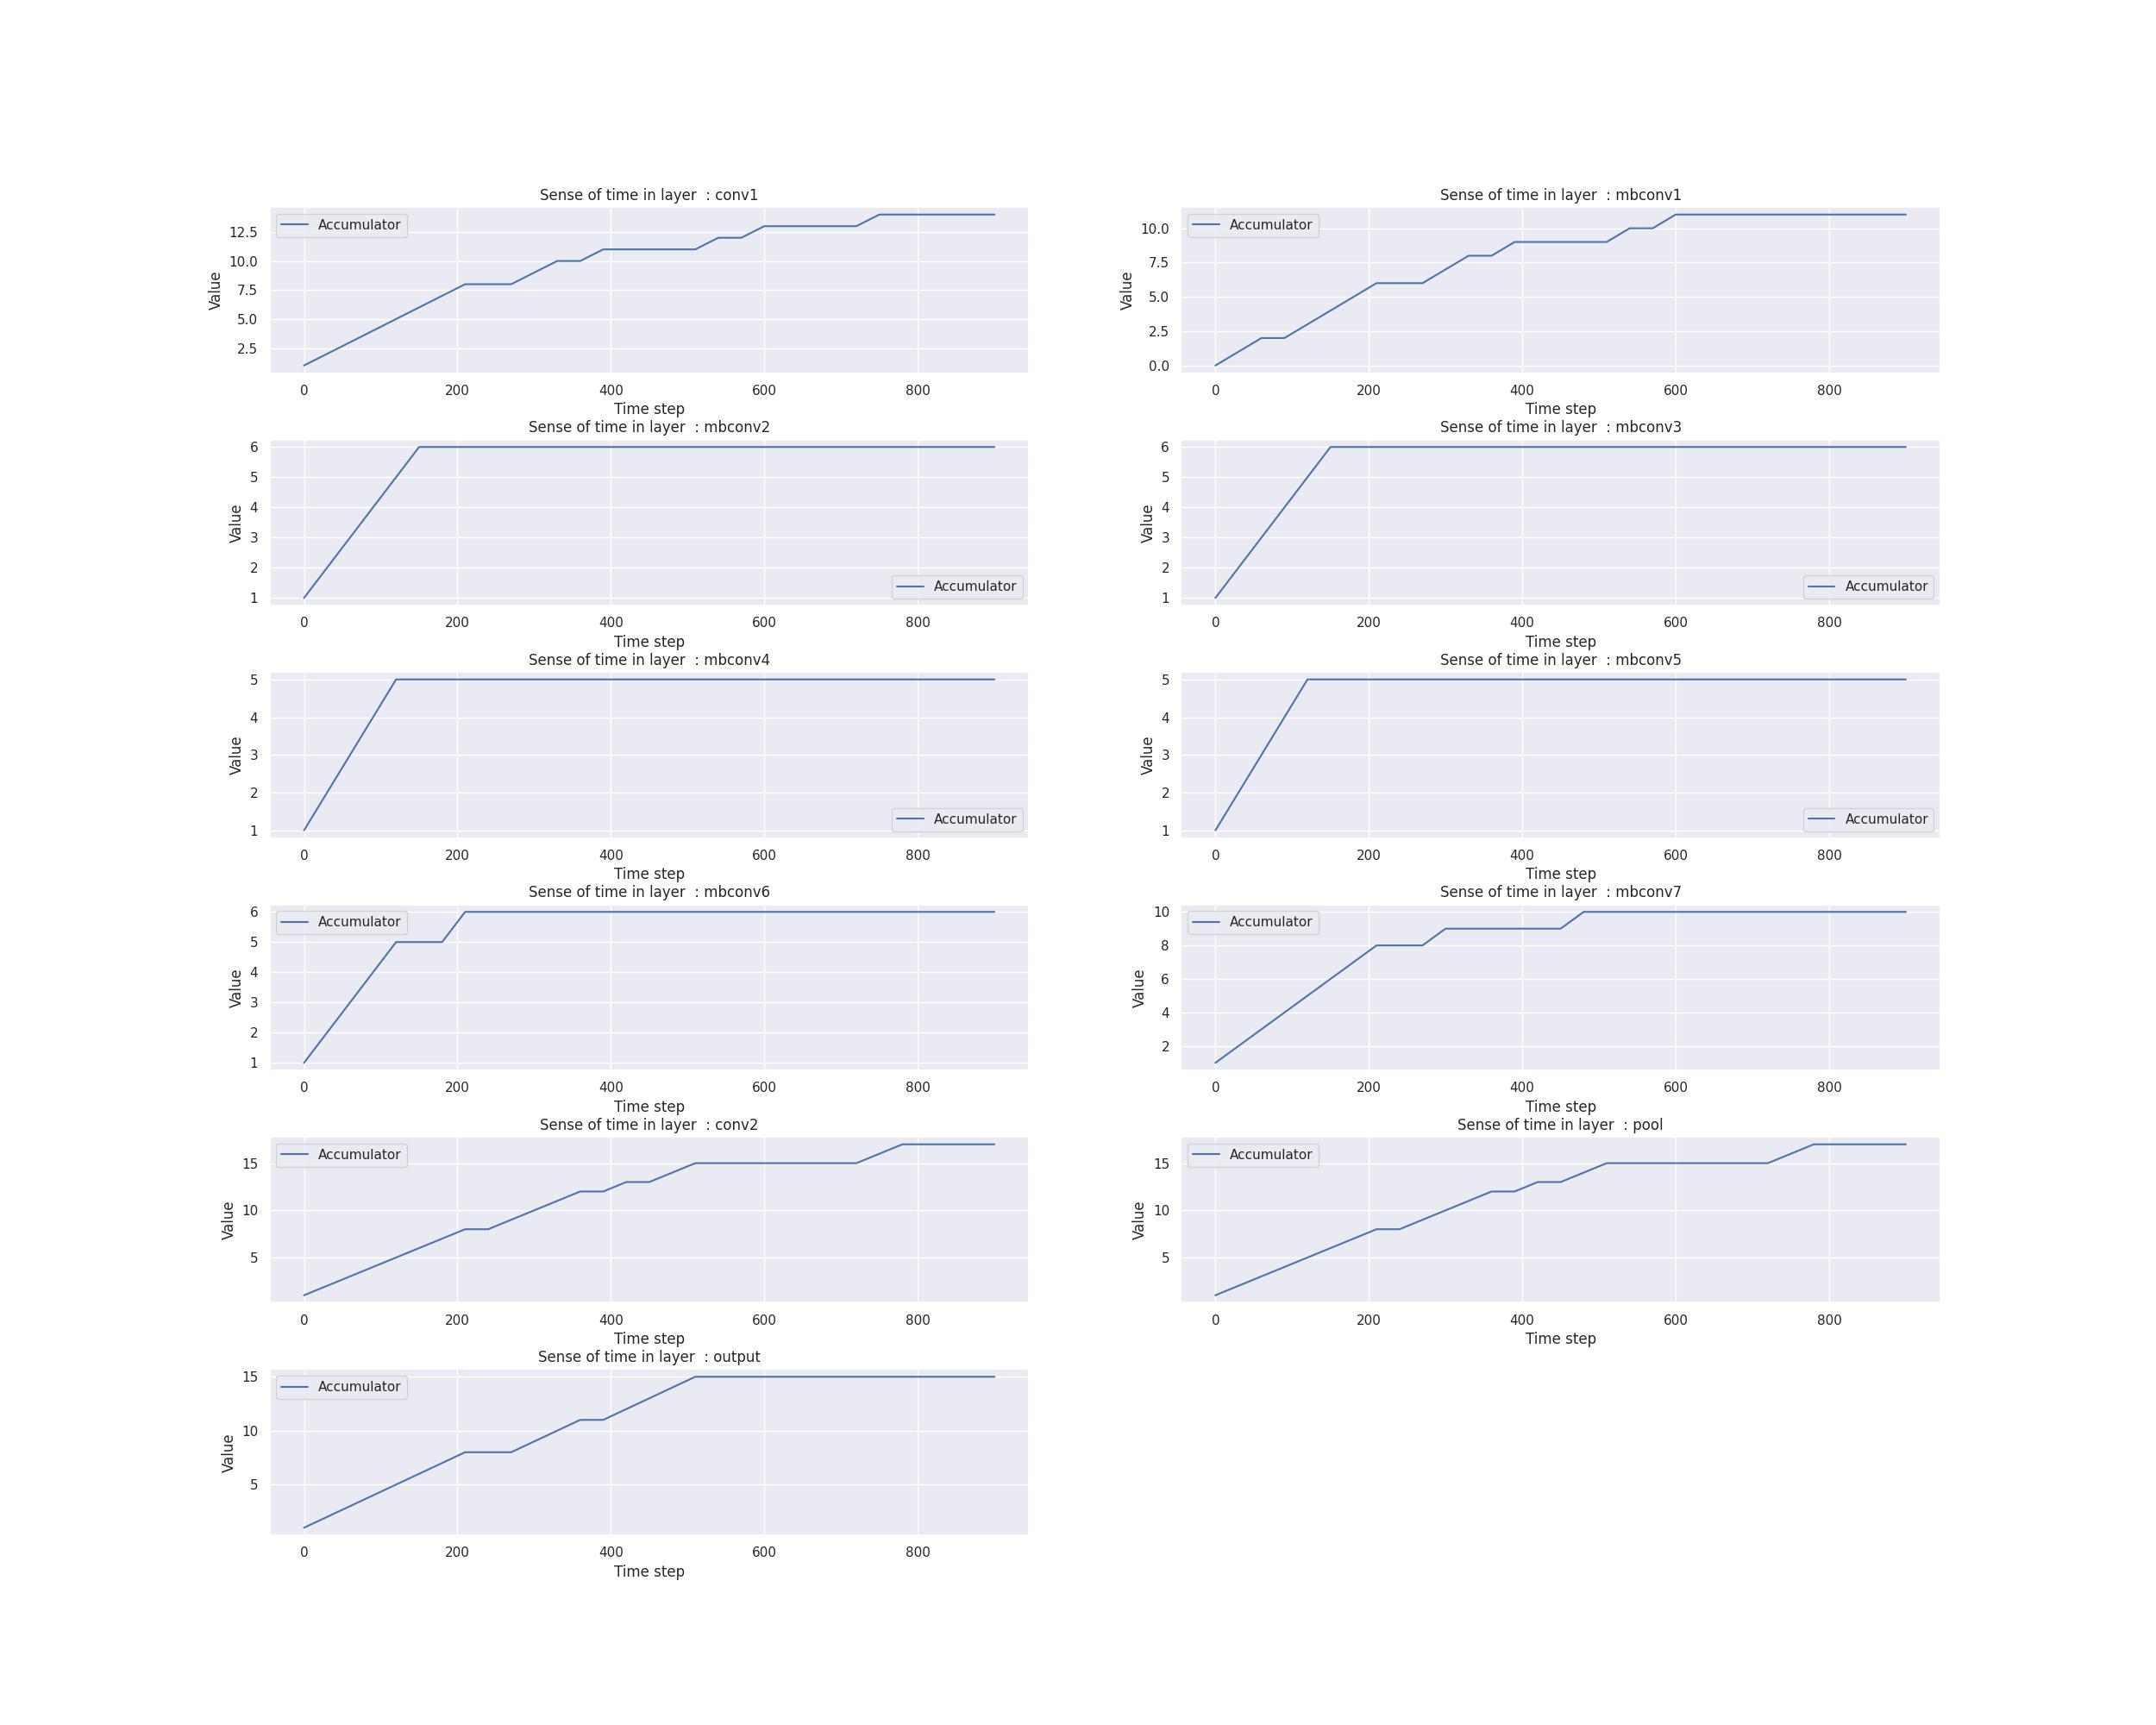 Sense of time in layer  : conv1
Accumulator
12.5
10.0
7.5
5.0
2.5
Value
0 200 400 600 800
Time step
Sense of time in layer  : mbconv1
Accumulator
10.0
7.5
5.0
2.5
0.0
Value
0 200 400 600 800
Time step
Sense of time in layer  : mbconv2
6
5
4
3
2
1
Value
Accumulator
0 200 400 600 800
Time step
Sense of time in layer  : mbconv3
6
5
4
3
2
1
Value
Accumulator
0 200 400 600 800
Time step
Sense of time in layer  : mbconv4
5
4
3
2
1
Value
Accumulator
0 200 400 600 800
Time step
Sense of time in layer  : mbconv5
5
4
3
2
1
Value
Accumulator
0 200 400 600 800
Time step
Sense of time in layer  : mbconv6
Accumulator
6
5
4
3
2
1
Value
0 200 400 600 800
Time step
Sense of time in layer  : mbconv7
Accumulator
10
8
6
4
2
Value
0 200 400 600 800
Time step
Sense of time in layer  : conv2
Accumulator
15
10
5
Value
0 200 400 600 800
Time step
Sense of time in layer  : pool
Accumulator
15
10
5
Value
0 200 400 600 800
Time step
Sense of time in layer  : output
Accumulator
15
10
5
Value
0 200 400 600 800
Time step